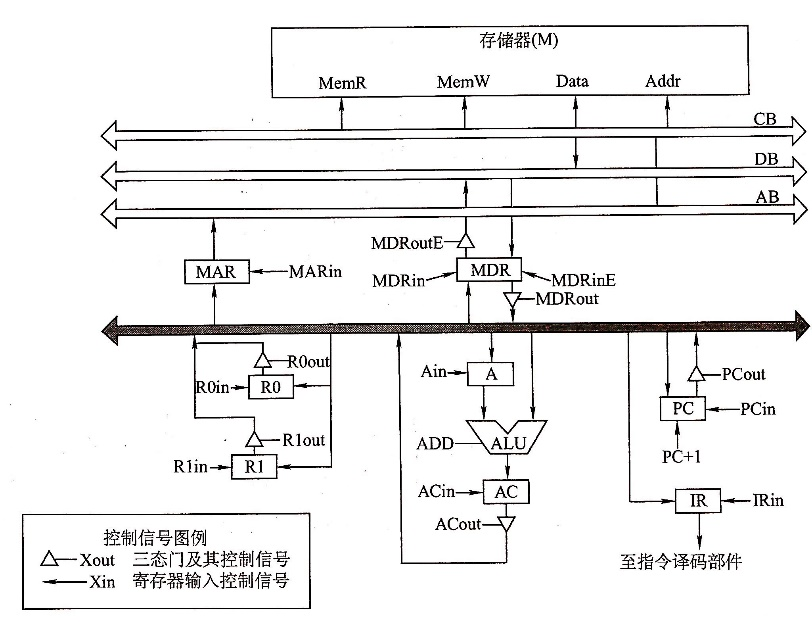 存储器(M)
MemR MemW Data Addr
CB
DB
AB
MDRoutE
MAR MARin MDRin MDR MDRinE
MDRout
R0out
R0in R0
Ain A
PCout
PC PCin
R1out
R1in R1
ADD ALU
PC+1
ACin AC
IR IRin
ACout
至指令译码部件
控制信号图例
Xout 三态门及其控制信号
Xin 寄存器输入控制信号